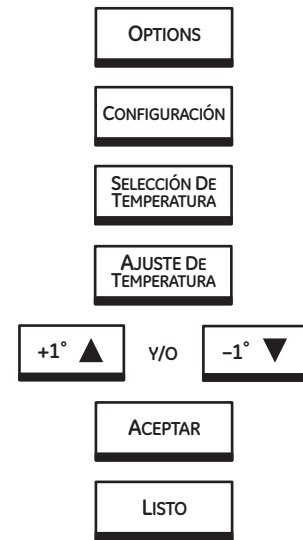 OPTIONS
CONFIGURACIÓN
SELECCIÓN DE
TEMPERATURA
AJUSTE DE
TEMPERATURA
+1° ▲ Y/O –1° ▼
ACEPTAR
LISTO